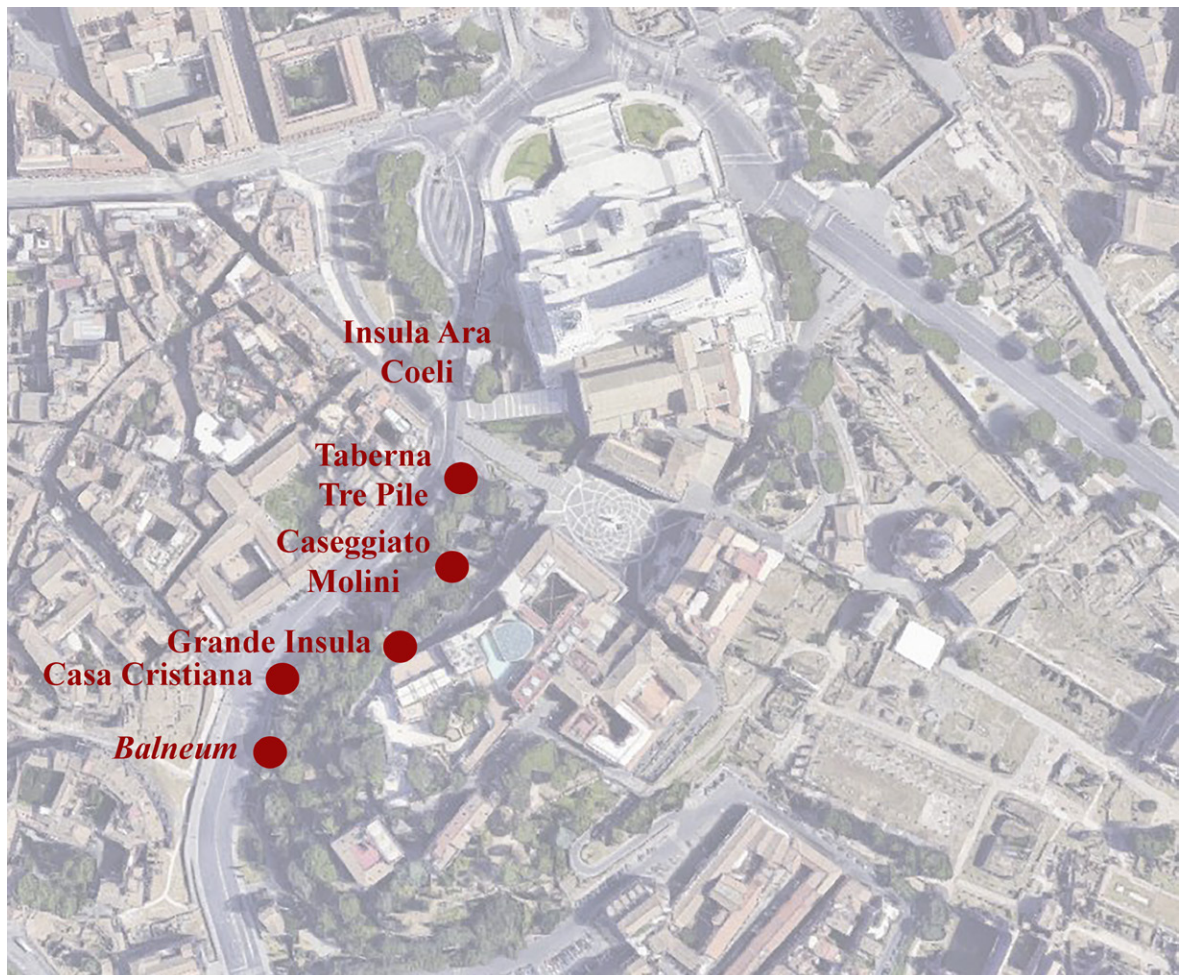 Insula Ara
Coeli
Taberna
Tre Pile
Caseggiato
Molini
Grande Insula
Casa Cristiana
Balneum